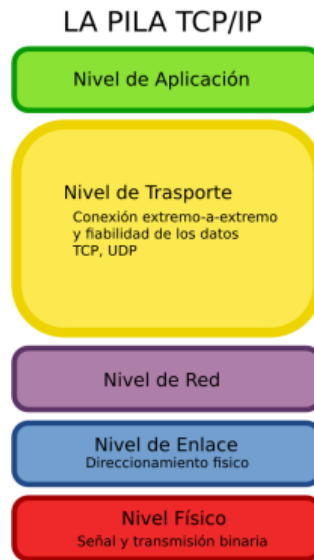 LA PILA TCP/IP
Nivel de Aplicación
Nivel de Trasporte
Conexión extremo-a-extremo
y fiabilidad de los datos
TCP, UDP
Nivel de Red
Nivel de Enlace
Direccionamiento fisico
Nivel Físico
Señal y transmisión binaria